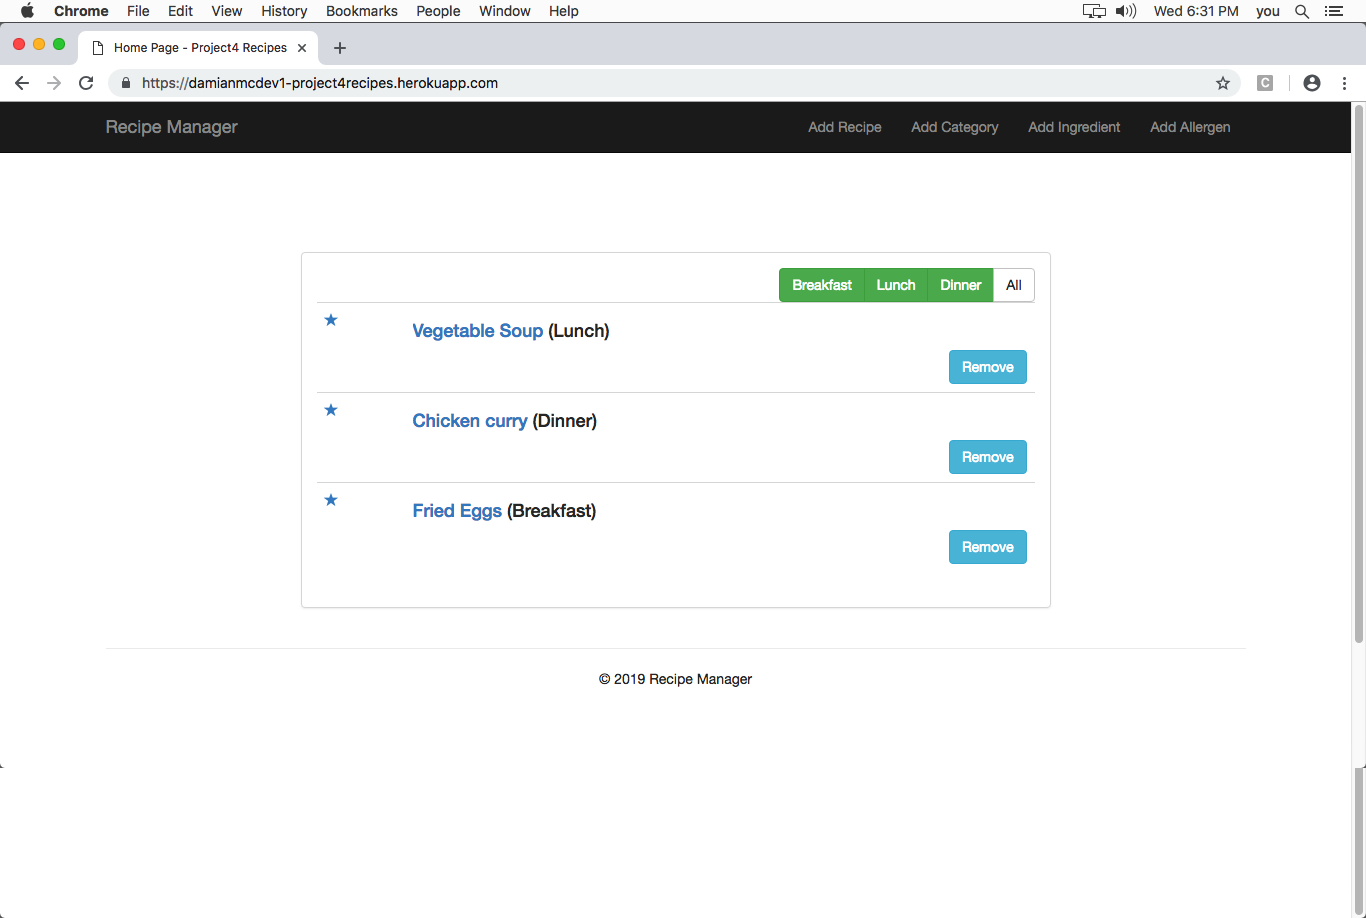 Chrome File Edit View History Bookmarks People Window Help Wed 6:31 PM you
Home Page - Project4 Recipes
https://damianmcdev1-project4recipes.herokuapp.com C
Recipe Manager Add Recipe Add Category Add Ingredient Add Allergen
Breakfast Lunch Dinner All
Vegetable Soup (Lunch)
Remove
Chicken curry (Dinner)
Remove
Fried Eggs (Breakfast)
Remove
© 2019 Recipe Manager